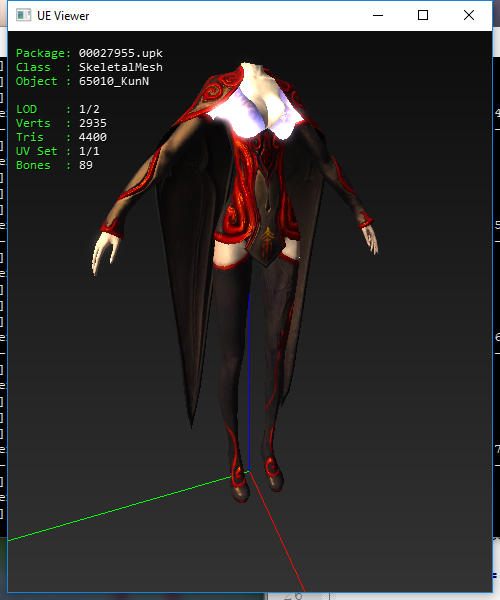 UE Viewer
Package: 00027955.upk
Class : SkeletalMesh
Object : 65010_KunN
LOD : 1/2
Verts : 2935
Tris : 4400
UV Set : 1/1
Bones : 89